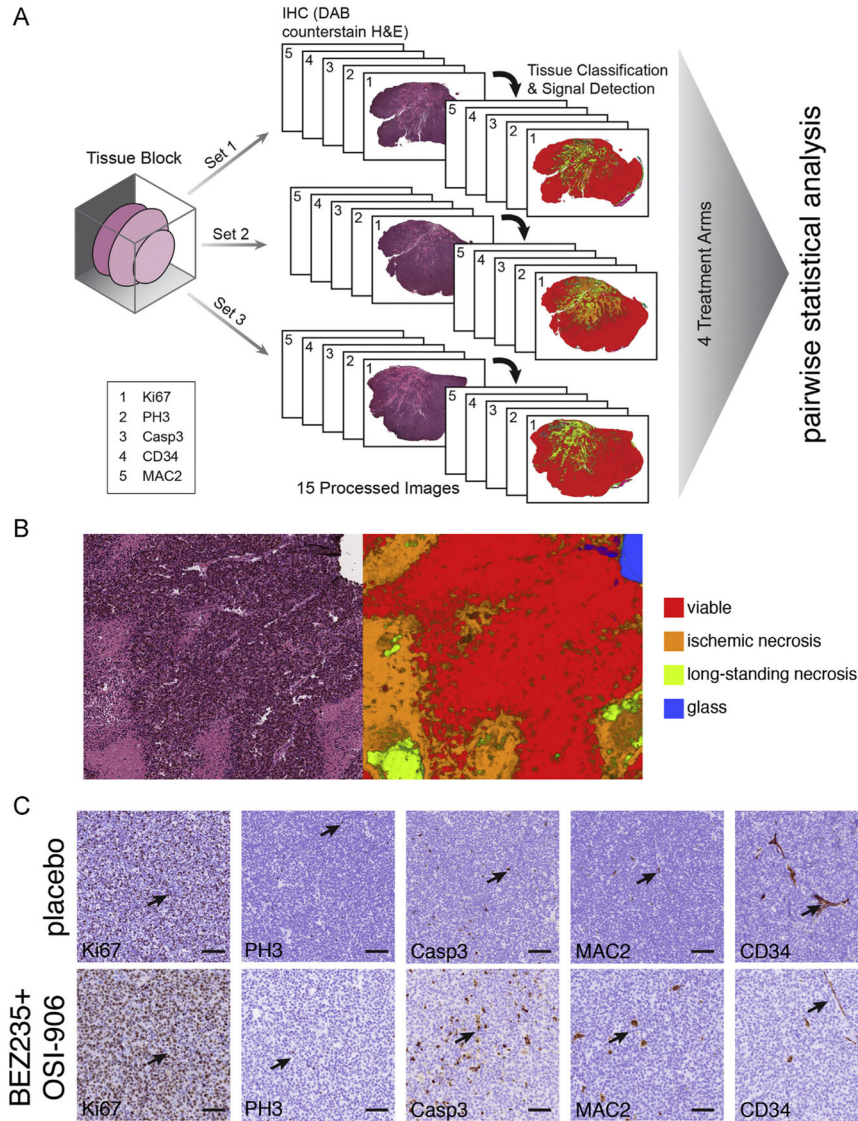 A
IHC (DAB
counterstain H&E)
5
4
3
2
1
Tissue Classification
& Signal Detection
5
4
3
2
1
Tissue Block
Set 1
Set 2
Set 3
5
4
3
2
1
5
4
3
2
1
5
4
3
2
1
5
4
3
2
1
1 Ki67
2 PH3
3 Casp3
4 CD34
5 MAC2
15 Processed Images
4 Treatment Arms
pairwise statistical analysis
B
viable
ischemic necrosis
long-standing necrosis
glass
C
placebo
Ki67
PH3
Casp3
MAC2
CD34
BEZ235+
OSI-906
Ki67
PH3
Casp3
MAC2
CD34